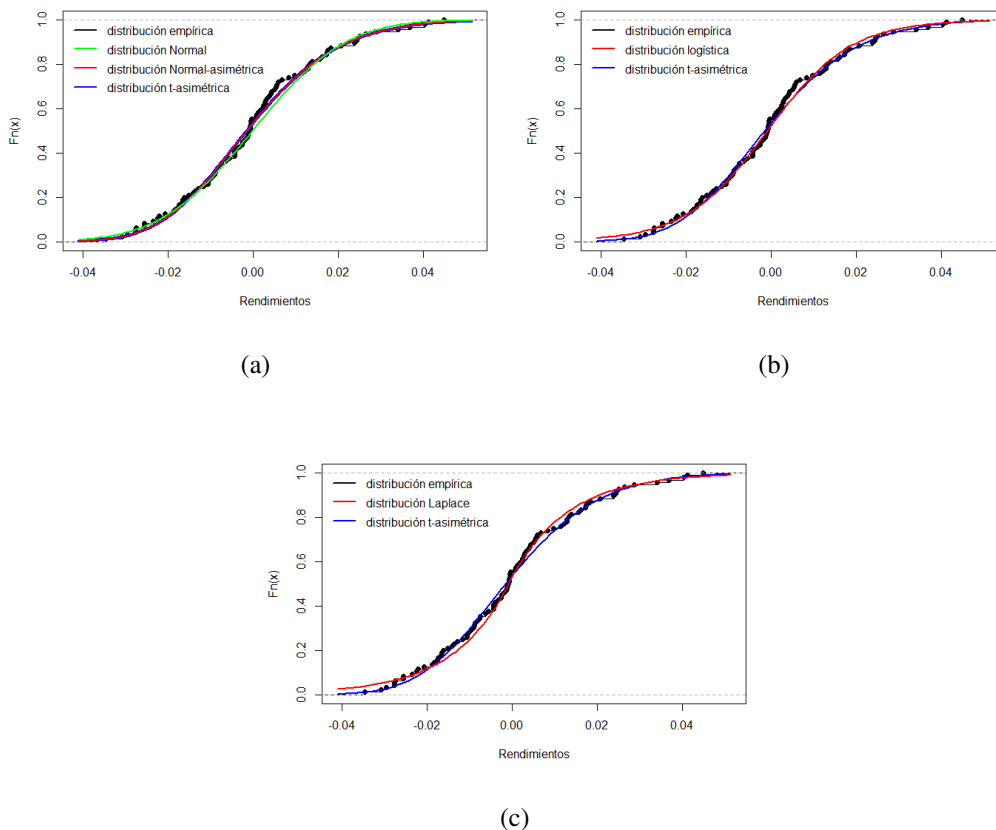 distribución empírica
distribución Normal
distribución Normal-asimétrica
distribución t-asimétrica
Fn(x)
0.0 0.2 0.4 0.6 0.8 1.0
-0.04 -0.02 0.00 0.02 0.04
Rendimientos
(a)
distribución empírica
distribución logística
distribución t-asimétrica
Fn(x)
0.0 0.2 0.4 0.6 0.8 1.0
-0.04 -0.02 0.00 0.02 0.04
Rendimientos
(b)
distribución empírica
distribución Laplace
distribución t-asimétrica
Fn(x)
0.0 0.2 0.4 0.6 0.8 1.0
-0.04 -0.02 0.00 0.02 0.04
Rendimientos
(c)